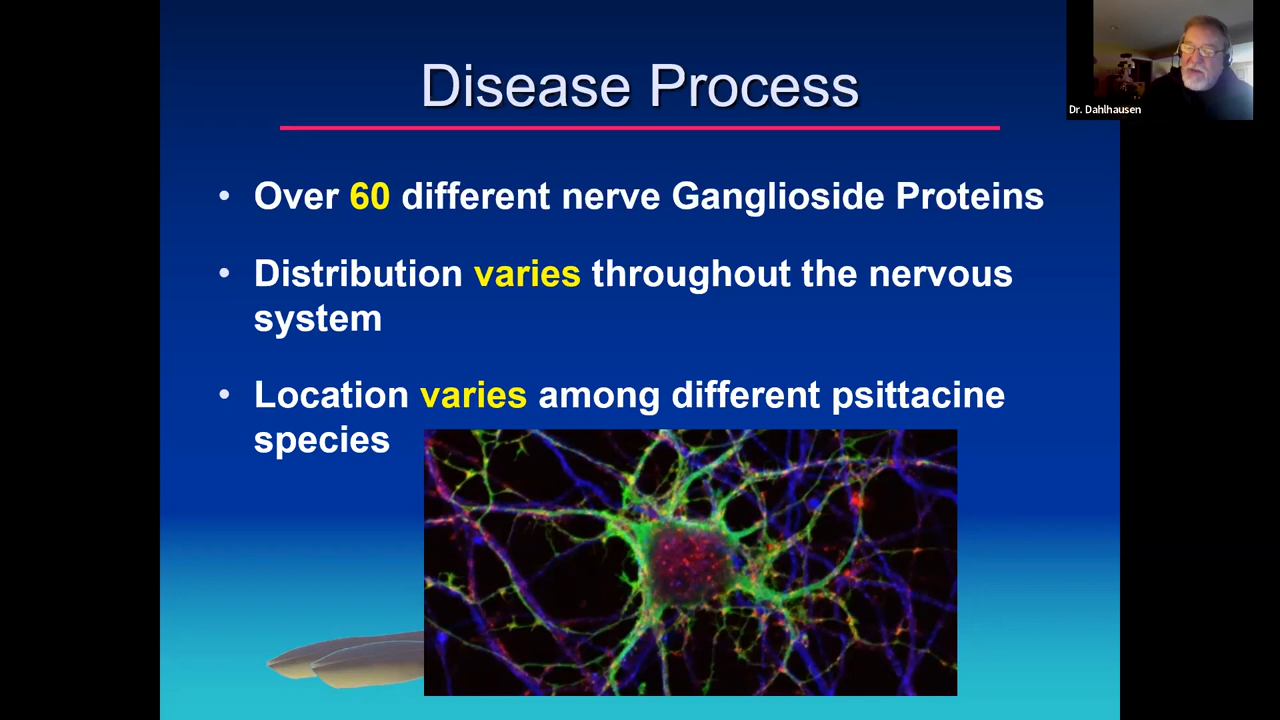 Disease Process
Dr. Dahlhausen
• Over 60 different nerve Ganglioside Proteins
• Distribution varies throughout the nervous
system
• Location varies among different psittacine
species